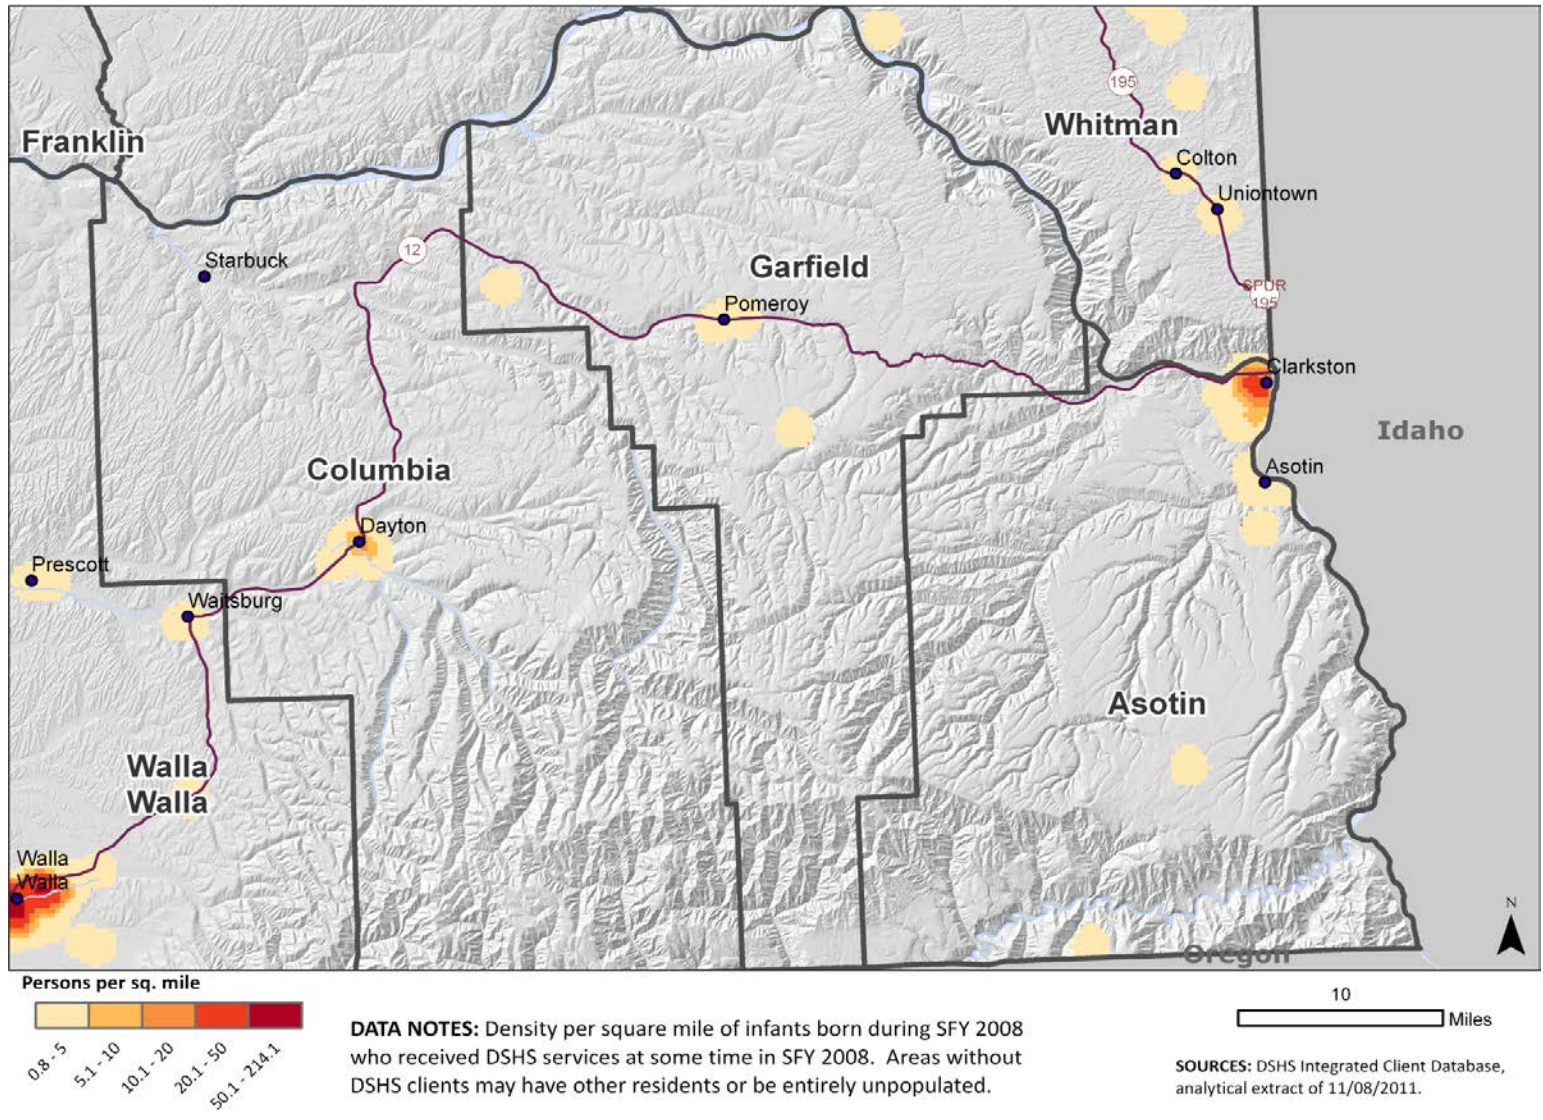 195
Whitman
Franklin
Colton
Uniontown
12
Starbuck
Garfield
SPUR
195
Pomeroy
Clarkston
Idaho
Columbia
Asotin
Dayton
Prescott
Waitsburg
Asotin
Walla
Walla
Walla
Walla
N
Oregon
Persons per sq. mile
0.8 - 5
5.1 - 10
10.1 - 20
20.1 - 50
50.1 - 214.1
DATA NOTES: Density per square mile of infants born during SFY 2008
who received DSHS services at some time in SFY 2008. Areas without
DSHS clients may have other residents or be entirely unpopulated.
10
Miles
SOURCES: DSHS Integrated Client Database,
analytical extract of 11/08/2011.